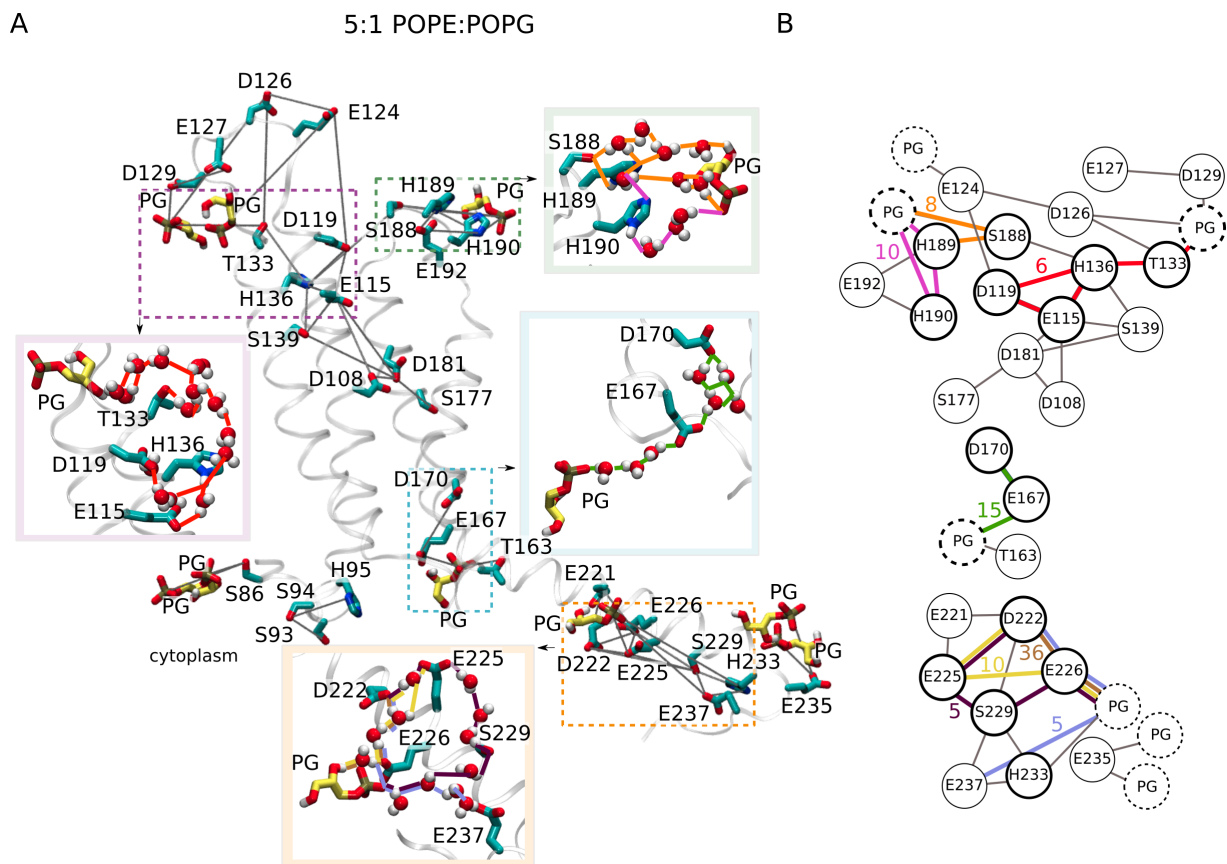 A
5:1 POPE:POPG
B
D126
E124
E127
D129
PG
PG
H189
PG
D119
S188
H190
T133
E192
H136
E115
S139
D181
D108
S177
S188
PG
H189
H190
PG
T133
H136
D119
E115
D170
E167
PG
D170
E167
T163
PG
PG
PG
S86
S94
H95
S93
cytoplasm
E221
PG
E226
PG
S229
PG
D222
E225
H233
E237
E235
E225
D222
S229
E226
PG
E237
PG
E127
D129
E124
PG
8
D126
PG
H189
S188
10
6
H136
T133
E192
D119
H190
E115
S139
D181
S177
D108
D170
E167
15
PG
T163
E221
D222
36
10
E226
E225
5
S229
5
PG
PG
E235
E237
H233
PG